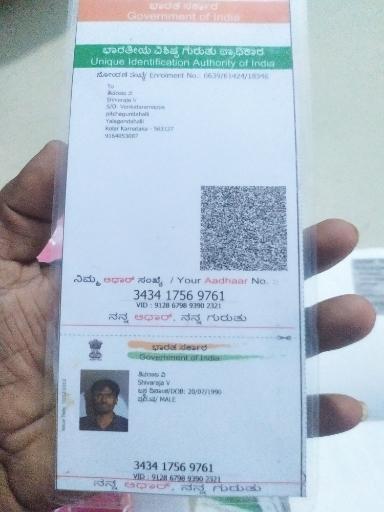 ಭಾರತ ಸರ್ಕಾರ
Government of India
ಭಾರತೀಯ ವಿಶಿಷ್ಟ ಗುರುತು ಪ್ರಾಧಿಕಾರ
Unique Identification Authority of India
ನೋಂದಣಿ ಸಂಖ್ಯೆ/ Enrolment No.: 0639/61424/18346
To
ಶಿವರಾಜ ವಿ
Shivaraja V
S/O: Venkataramappa
pitchagundahalli
Yalagondahalli
Kolar Karnataka - 563127
9164053087
ನಿಮ್ಮ ಆಧಾರ್ ಸಂಖ್ಯೆ / Your Aadhaar No. :
3434 1756 9761
VID : 9128 6798 9390 2321
ನನ್ನ ಆಧಾರ್, ನನ್ನ ಗುರುತು
ಭಾರತ ಸರ್ಕಾರ
Government of India
ಶಿವರಾಜ ವಿ
Shivaraja V
ಜನ್ಮ ದಿನಾಂಕ/DOB: 20/07/1990
ಪುರುಷ/ MALE
3434 1756 9761
VID : 9128 6798 9390 2321
ನನ್ನ ಆಧಾರ್, ನನ್ನ ಗುರುತು